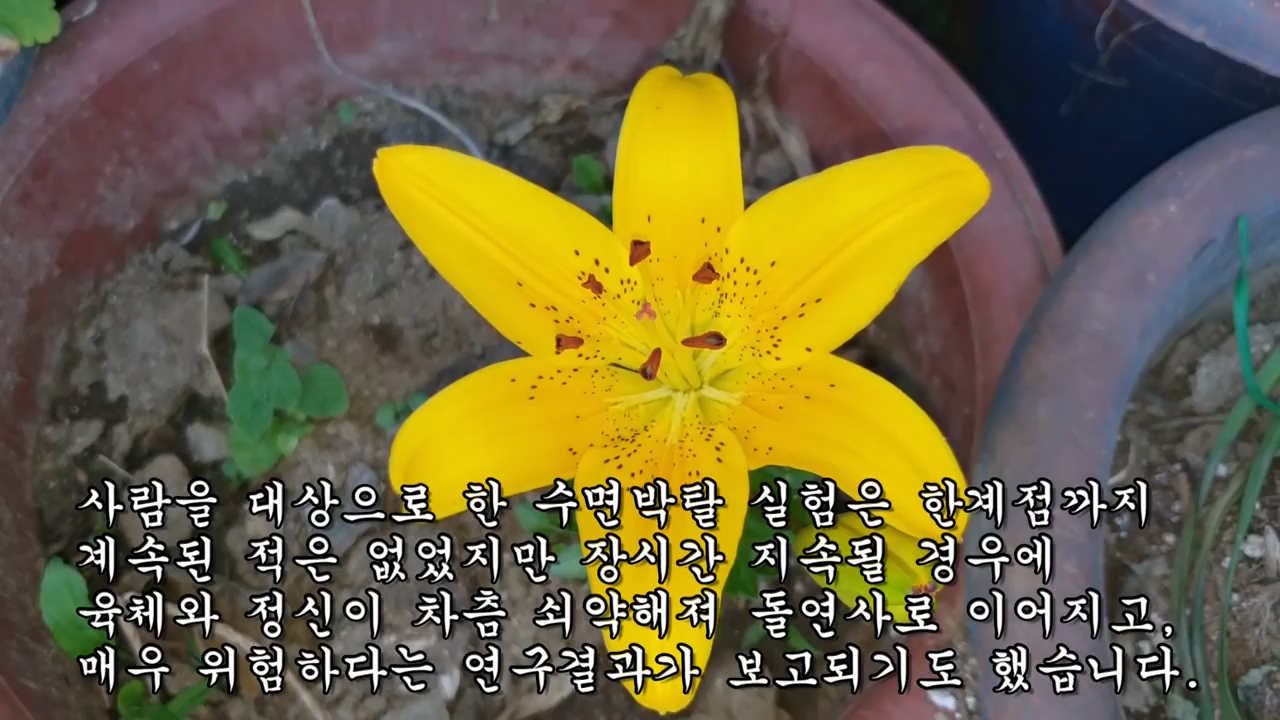 사람을 대상으로 한 수면박탈 실험은 한계점까지
계속된 적은 없었지만 장시간 지속될 경우에
육체와 정신이 차츰 쇠약해져 돌연사로 이어지고,
매우 위험하다는 연구결과가 보고되기도 했습니다.